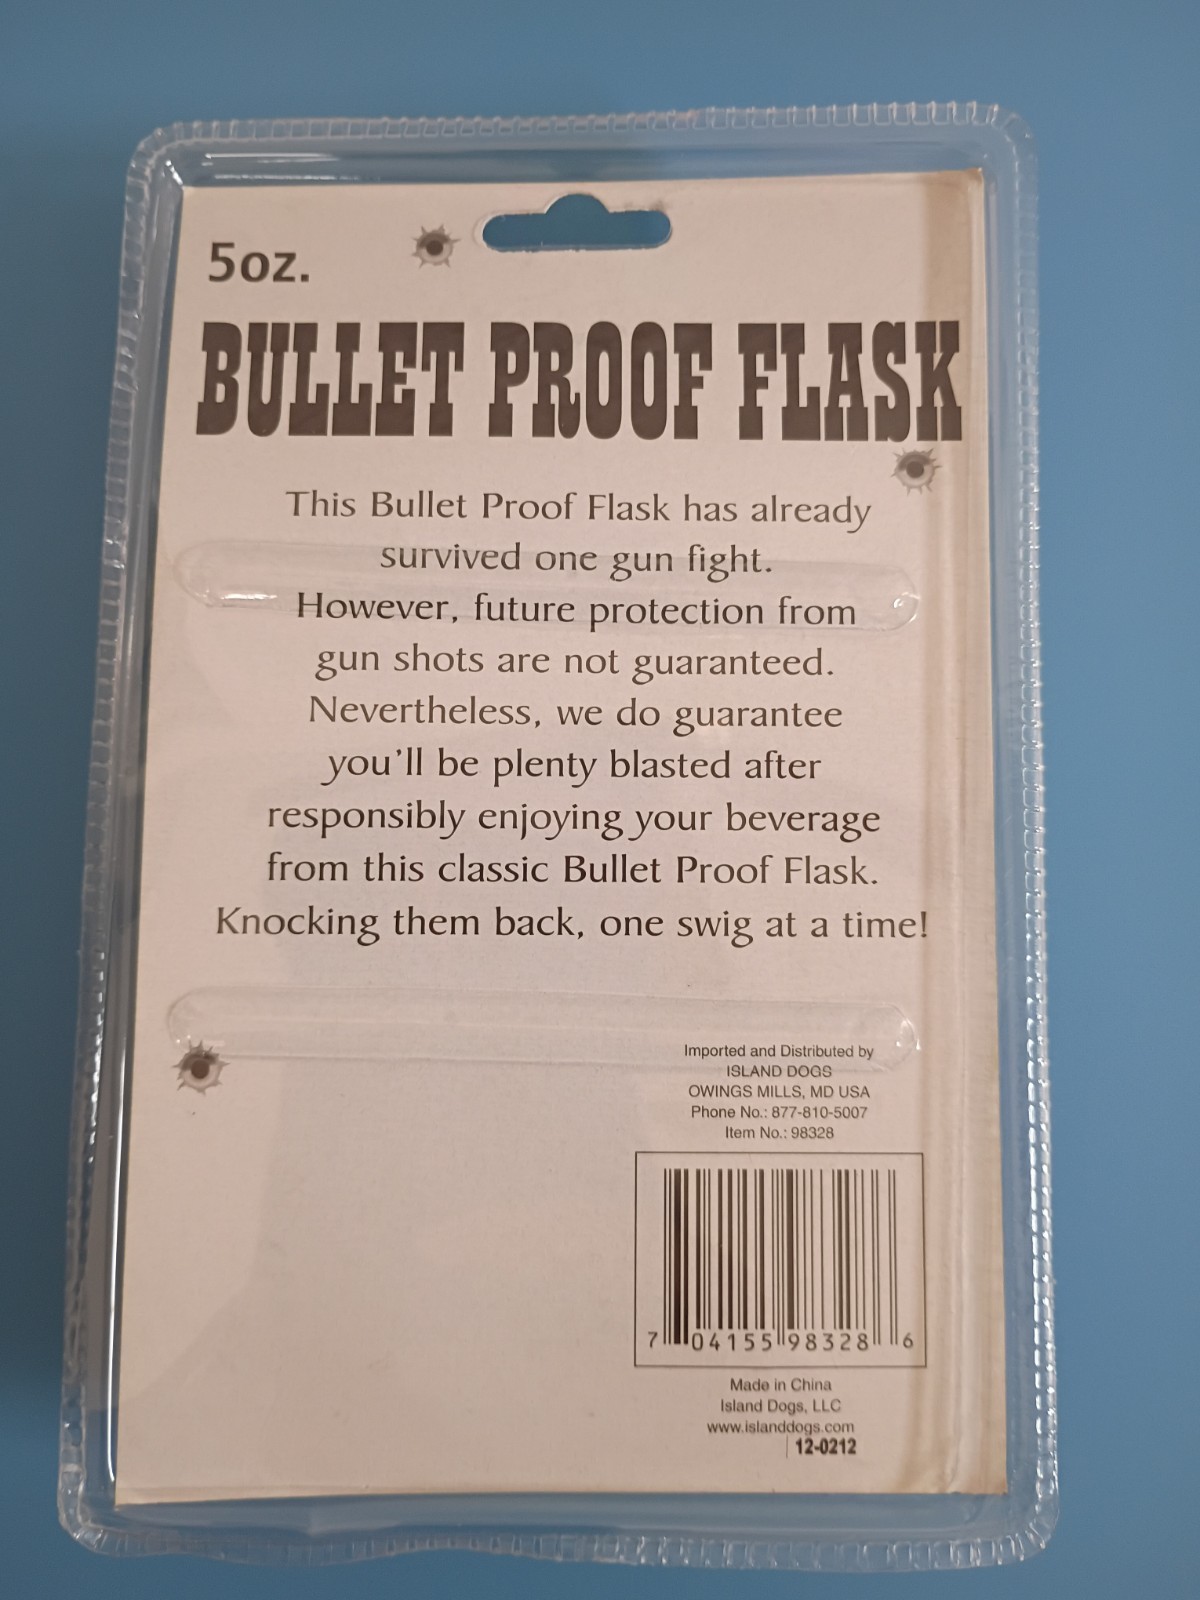 5oz.
BULLET PROOF FLASK
This Bullet Proof Flask has already
survived one gun fight.
However, future protection from
gun shots are not guaranteed.
Nevertheless, we do guarantee
you'll be plenty blasted after
responsibly enjoying your beverage
from this classic Bullet Proof Flask.
Knocking them back, one swig at a time!
Imported and Distributed by
ISLAND DOGS
OWINGS MILLS, MD USA
Phone No.: 877-810-5007
Item No.: 98328
7 04155 98328 6
Made in China
Island Dogs, LLC
www.islanddogs.com
12-0212